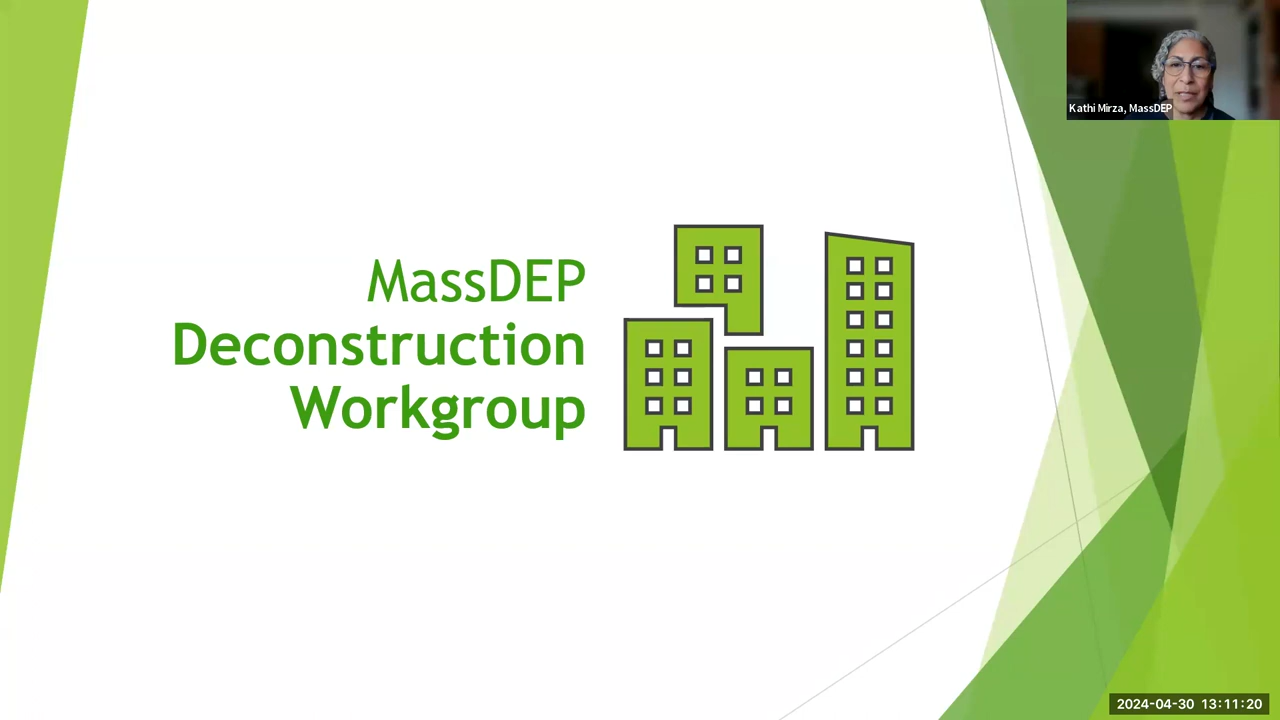 Kathi Mirza, MassDEP
MassDEP
Deconstruction
Workgroup
2024-04-30 13:11:20